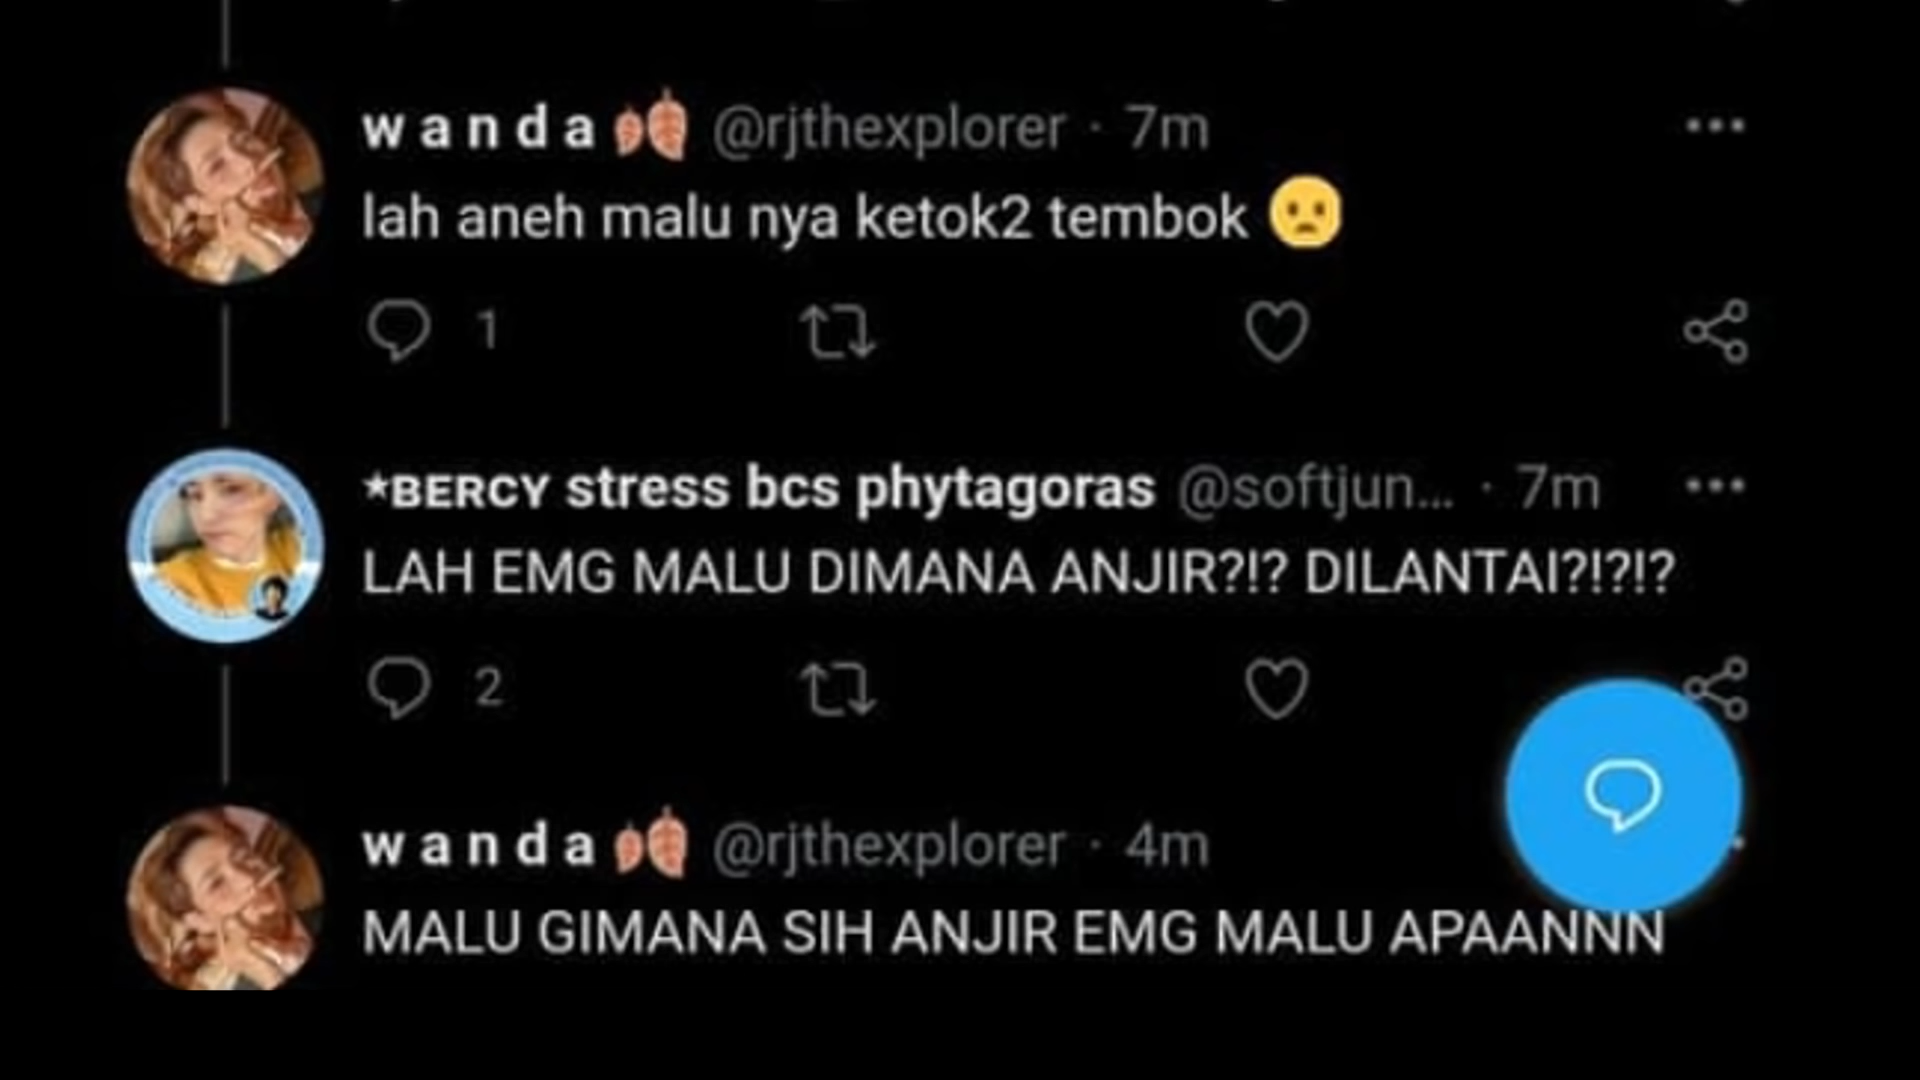 w a n d a @rjthexplorer · 7m
lah aneh malu nya ketok2 tembok 😦
1
*BERCY stress bcs phytagoras @softjun... · 7m
LAH EMG MALU DIMANA ANJIR?!? DILANTAI?!?!?
2
w a n d a @rjthexplorer · 4m
MALU GIMANA SIH ANJIR EMG MALU APAANNN